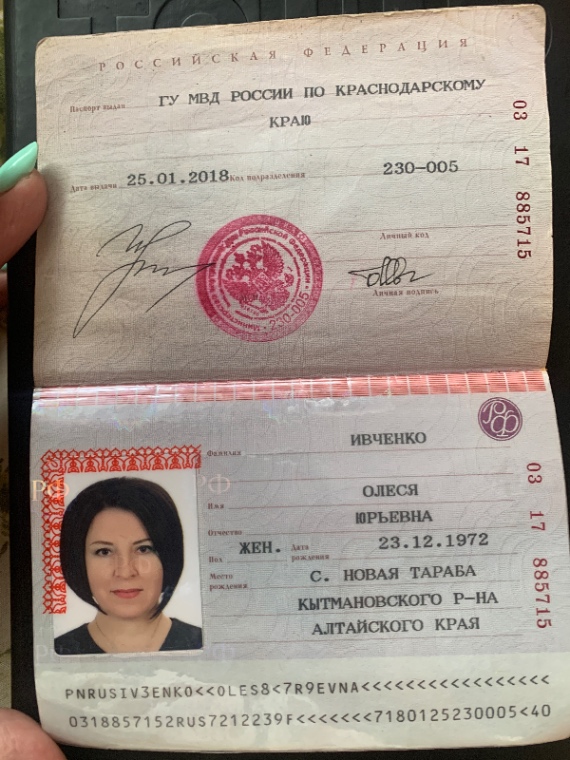 РОССИЙСКАЯ ФЕДЕРАЦИЯ
Паспорт выдан ГУ МВД РОССИИ ПО КРАСНОДАРСКОМУ
КРАЮ
Дата выдачи 25.01.2018 Код подразделения 230-005
Личный код
Личная подпись
230-005
03 17 885715
РФ
Фамилия ИВЧЕНКО
Имя ОЛЕСЯ
Отчество ЮРЬЕВНА
Пол ЖЕН. Дата рождения 23.12.1972
Место рождения С. НОВАЯ ТАРАБА
КЫТМАНОВСКОГО Р-НА
АЛТАЙСКОГО КРАЯ
03 17 885715
PNRUSIV3ENKO<<OLES8<7R9EVNA<<<<<<<<<<<<<<<<<
0318857152RUS7212239F<<<<<<<7180125230005<40